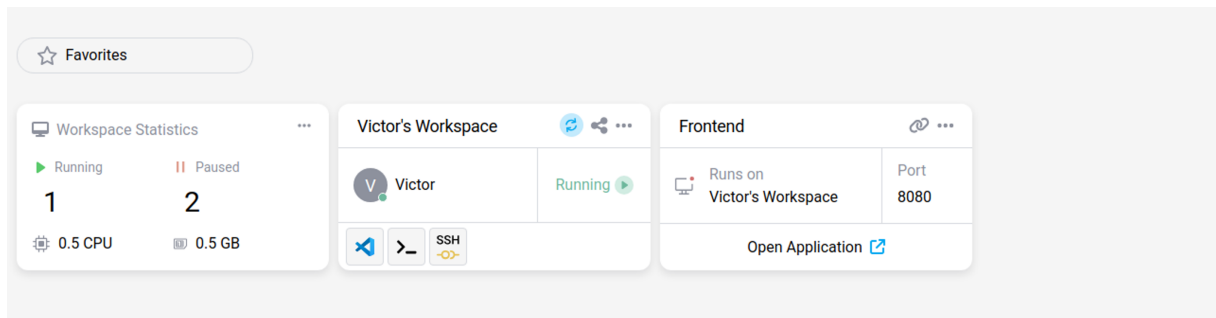 Favorites
Workspace Statistics
Running
Paused
1
2
0.5 CPU
0.5 GB
Victor's Workspace
V
Victor
Running
SSH
Frontend
Runs on
Victor's Workspace
Port
8080
Open Application